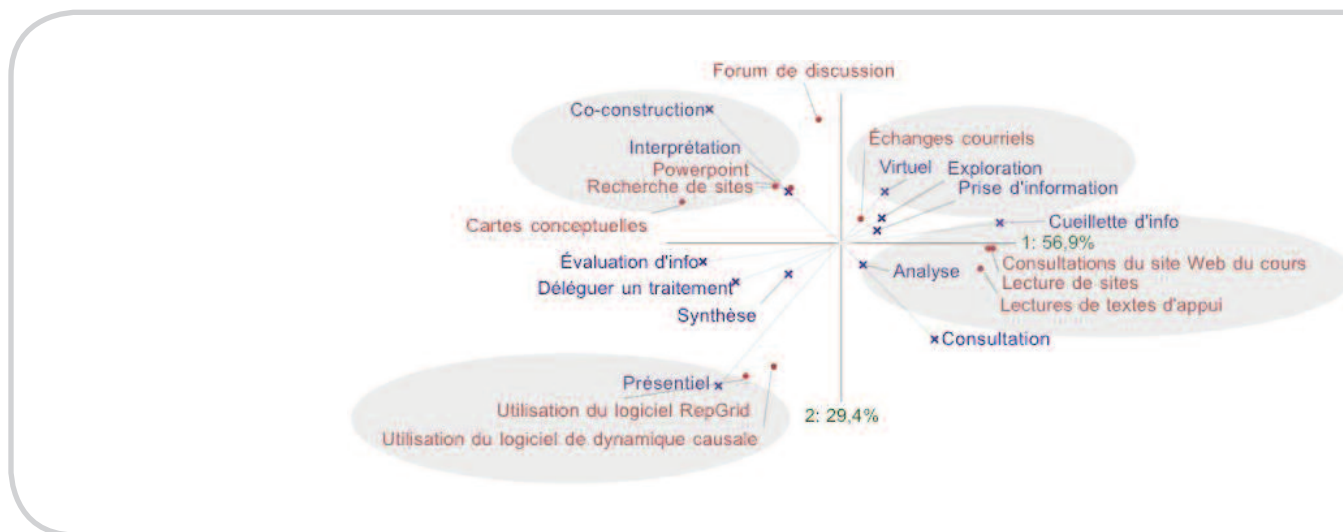 Forum de discussion
Co-construction
Échanges courriels
Interprétation
Virtuel
Exploration
Powerpoint
Recherche de sites
Prise d'information
Cartes conceptuelles
Cueillette d'info
1: 56,9%
Évaluation d'info
Analyse
Consultations du site Web du cours
Déléguer un traitement
Lecture de sites
Lectures de textes d'appui
Synthèse
Consultation
Présentiel
Utilisation du logiciel RepGrid
2: 29,4%
Utilisation du logiciel de dynamique causale